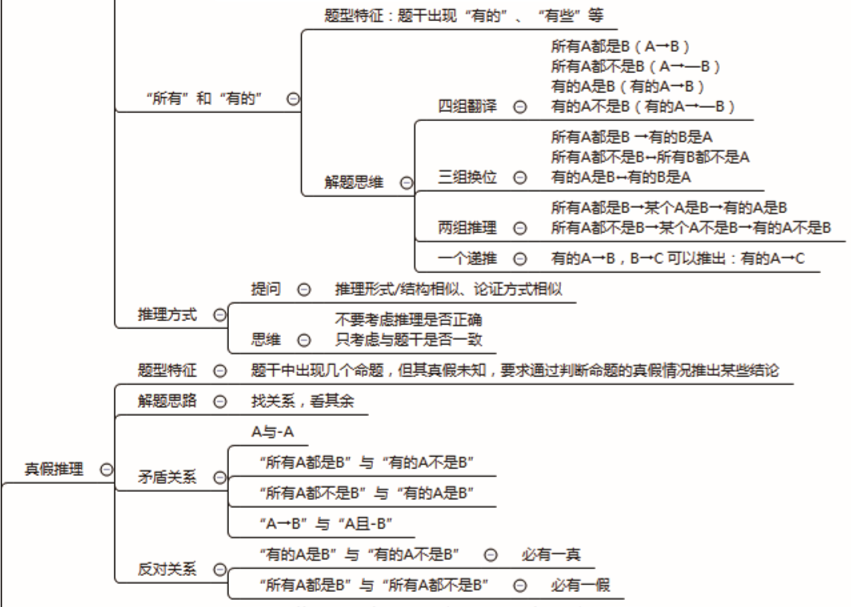 题型特征：题干出现“有的”、“有些”等
“所有”和“有的”
解题思维
四组翻译
所有A都是B（A→B）
所有A都不是B（A→—B）
有的A是B（有的A→B）
有的A不是B（有的A→—B）
三组换位
所有A都是B→有的B是A
所有A都不是B↔所有B都不是A
有的A是B↔有的B是A
两组推理
所有A都是B→某个A是B→有的A是B
所有A都不是B→某个A不是B→有的A不是B
一个递推
有的A→B，B→C 可以推出：有的A→C
推理方式
提问
推理形式/结构相似、论证方式相似
思维
不要考虑推理是否正确
只考虑与题干是否一致
真假推理
题型特征
题干中出现几个命题，但其真假未知，要求通过判断命题的真假情况推出某些结论
解题思路
找关系，看其余
矛盾关系
A与-A
“所有A都是B”与“有的A不是B”
“所有A都不是B”与“有的A是B”
“A→B”与“A且-B”
反对关系
“有的A是B”与“有的A不是B”
必有一真
“所有A都是B”与“所有A都不是B”
必有一假